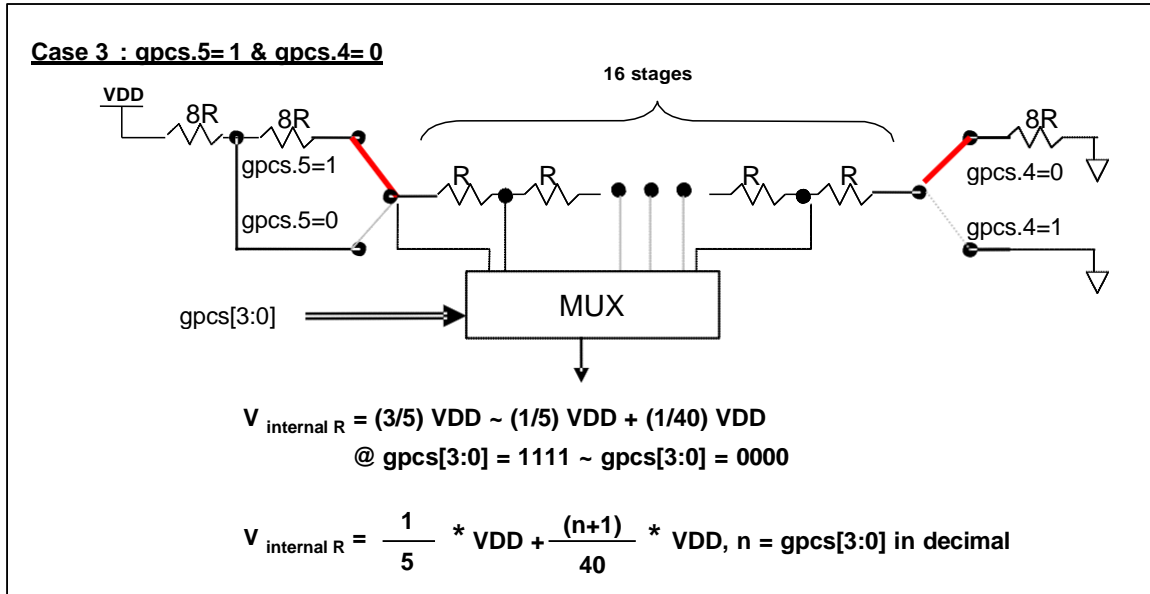 Case 3 : gpcs.5= 1 & gpcs.4= 0
16 stages
VDD
8R
8R
8R
gpcs.5=1
gpcs.4=0
R
R
R
R
gpcs.5=0
gpcs.4=1
MUX
gpcs[3:0]
V internal R = (3/5) VDD ~ (1/5) VDD + (1/40) VDD
@ gpcs[3:0] = 1111 ~ gpcs[3:0] = 0000
V internal R = 1/5 * VDD + (n+1)/40 * VDD, n = gpcs[3:0] in decimal